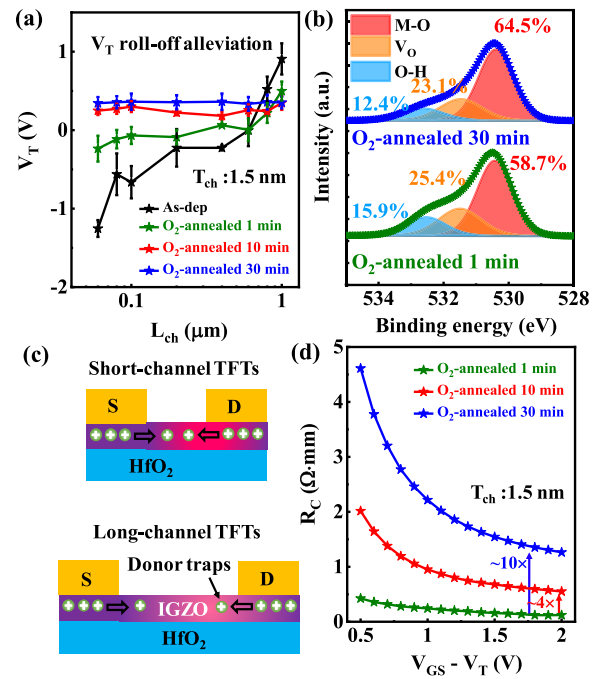 (a)
V_T roll-off alleviation
T_ch :1.5 nm
As-dep
O₂-annealed 1 min
O₂-annealed 10 min
O₂-annealed 30 min
1
0
-1
-2
V_T (V)
0.1
1
L_ch (μm)
(b)
M-O
V_O
O-H
64.5%
23.1%
12.4%
O₂-annealed 30 min
58.7%
25.4%
15.9%
O₂-annealed 1 min
Intensity (a.u.)
534
532
530
528
Binding energy (eV)
(c)
Short-channel TFTs
S
D
HfO₂
Long-channel TFTs
Donor traps
S
D
IGZO
HfO₂
(d)
O₂-annealed 1 min
O₂-annealed 10 min
O₂-annealed 30 min
T_ch :1.5 nm
~10×
~4×
5
4
3
2
1
0
R_C (Ω·mm)
0.5
1
1.5
2
V_GS - V_T (V)